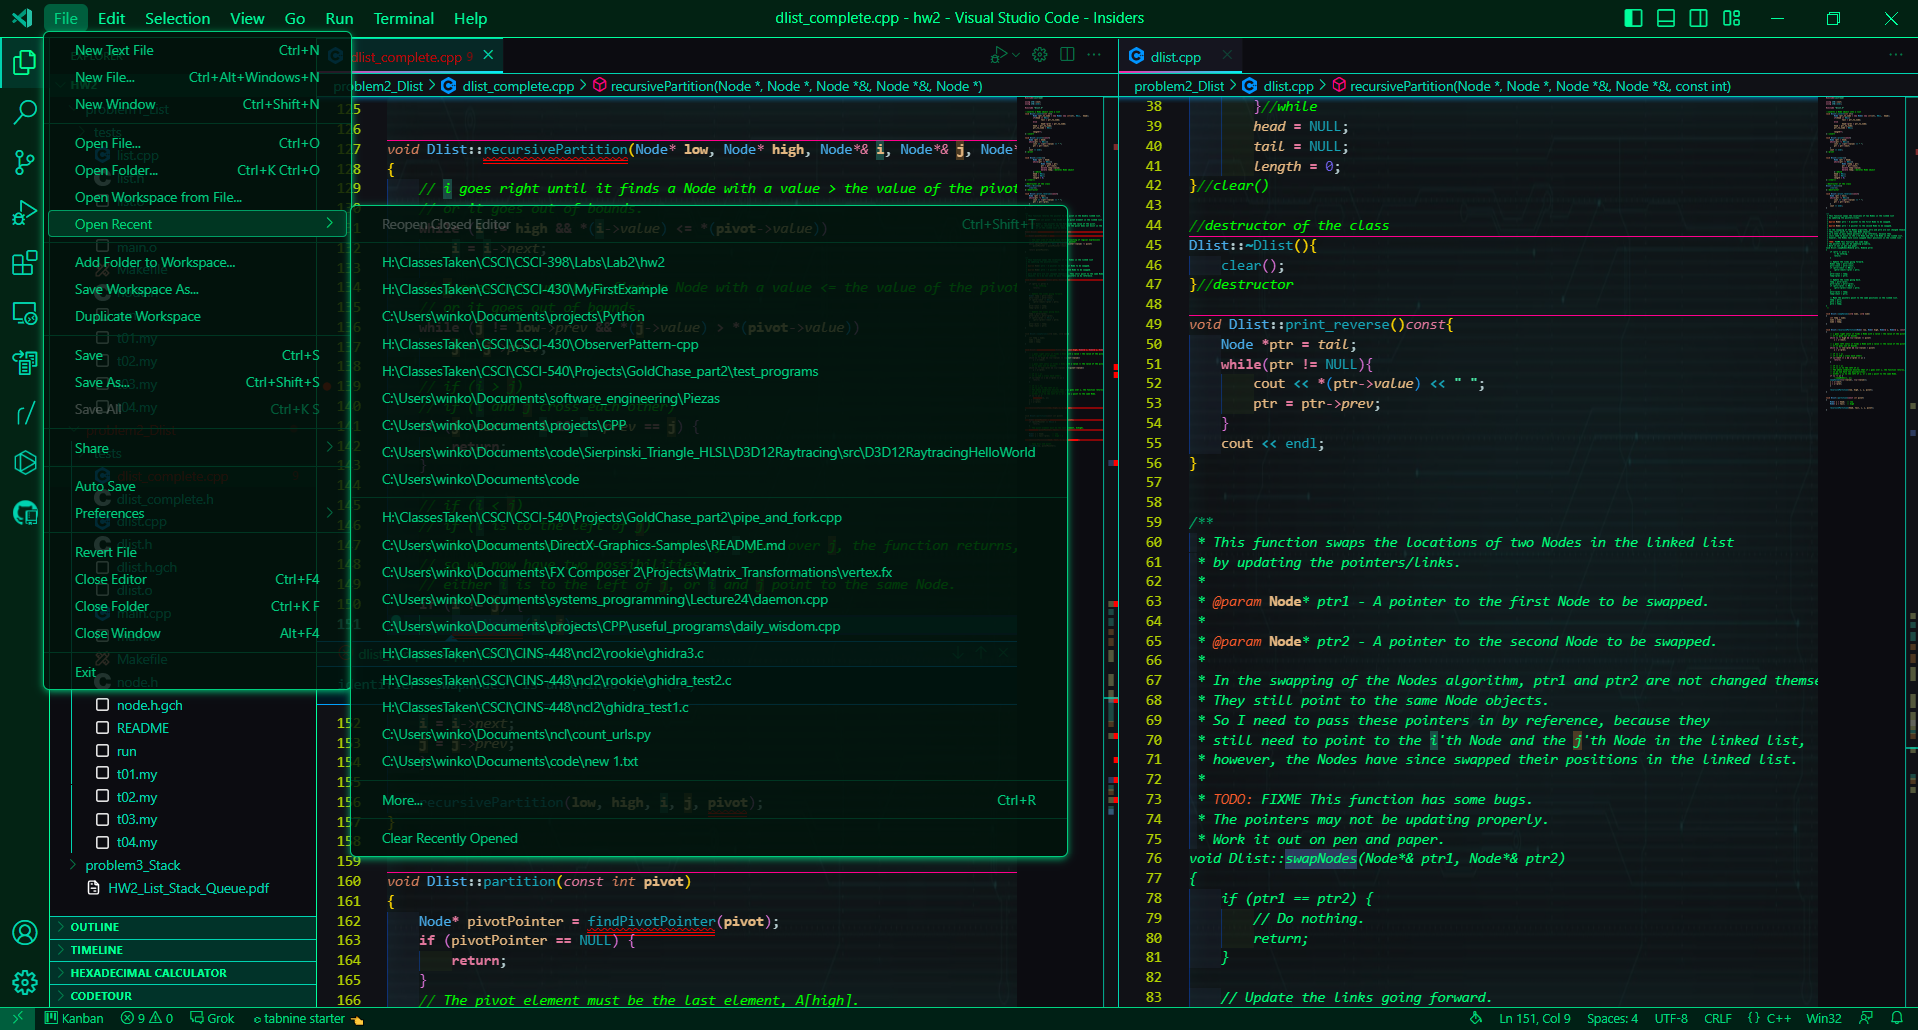 File Edit Selection View Go Run Terminal Help
dlist_complete.cpp - hw2 - Visual Studio Code - Insiders
New Text File Ctrl+N
New File... Ctrl+Alt+Windows+N
New Window Ctrl+Shift+N
Open File... Ctrl+O
Open Folder... Ctrl+K Ctrl+O
Open Workspace from File...
Open Recent
Add Folder to Workspace...
Save Workspace As...
Duplicate Workspace
Save Ctrl+S
Save As... Ctrl+Shift+S
Save All Ctrl+K S
Share
Auto Save
Preferences
Revert File
Close Editor Ctrl+F4
Close Folder Ctrl+K F
Close Window Alt+F4
Exit
node.h.gch
README
run
t01.my
t02.my
t03.my
t04.my
problem3_Stack
HW2_List_Stack_Queue.pdf
OUTLINE
TIMELINE
HEXADECIMAL CALCULATOR
CODETOUR
dlist_complete.cpp 9
problem2_Dlist > dlist_complete.cpp > recursivePartition(Node *, Node *, Node *&, Node *&, Node *)
125
126
127 void Dlist::recursivePartition(Node* low, Node* high, Node*& i, Node*& j, Node*
128 {
129 // i goes right until it finds a Node with a value > the value of the pivot
Reopen Closed Editor Ctrl+Shift+T
H:\ClassesTaken\CSCI\CSCI-398\Labs\Lab2\hw2
H:\ClassesTaken\CSCI\CSCI-430\MyFirstExample
C:\Users\winko\Documents\projects\Python
H:\ClassesTaken\CSCI\CSCI-430\ObserverPattern-cpp
H:\ClassesTaken\CSCI\CSCI-540\Projects\GoldChase_part2\test_programs
C:\Users\winko\Documents\software_engineering\Piezas
C:\Users\winko\Documents\projects\CPP
C:\Users\winko\Documents\code\Sierpinski_Triangle_HLSL\D3D12Raytracing\src\D3D12RaytracingHelloWorld
C:\Users\winko\Documents\code
H:\ClassesTaken\CSCI\CSCI-540\Projects\GoldChase_part2\pipe_and_fork.cpp
C:\Users\winko\Documents\DirectX-Graphics-Samples\README.md
C:\Users\winko\Documents\FX Composer 2\Projects\Matrix_Transformations\vertex.fx
C:\Users\winko\Documents\systems_programming\Lecture24\daemon.cpp
C:\Users\winko\Documents\projects\CPP\useful_programs\daily_wisdom.cpp
H:\ClassesTaken\CSCI\CINS-448\ncl2\rookie\ghidra3.c
H:\ClassesTaken\CSCI\CINS-448\ncl2\rookie\ghidra_test2.c
H:\ClassesTaken\CSCI\CINS-448\ncl2\ghidra_test1.c
C:\Users\winko\Documents\ncl\count_urls.py
C:\Users\winko\Documents\code\new 1.txt
More... Ctrl+R
Clear Recently Opened
159
160 void Dlist::partition(const int pivot)
161 {
162 Node* pivotPointer = findPivotPointer(pivot);
163 if (pivotPointer == NULL) {
164 return;
165 }
166 // The pivot element must be the last element, A[high].
dlist.cpp
problem2_Dlist > dlist.cpp > recursivePartition(Node *, Node *, Node *&, Node *&, const int)
38 }//while
39 head = NULL;
40 tail = NULL;
41 length = 0;
42 }//clear()
43
44 //destructor of the class
45 Dlist::~Dlist(){
46 clear();
47 }//destructor
48
49 void Dlist::print_reverse()const{
50 Node *ptr = tail;
51 while(ptr != NULL){
52 cout << *(ptr->value) << " ";
53 ptr = ptr->prev;
54 }
55 cout << endl;
56 }
57
58
59 /**
60 * This function swaps the locations of two Nodes in the linked list
61 * by updating the pointers/links.
62 *
63 * @param Node* ptr1 - A pointer to the first Node to be swapped.
64 *
65 * @param Node* ptr2 - A pointer to the second Node to be swapped.
66 *
67 * In the swapping of the Nodes algorithm, ptr1 and ptr2 are not changed themse
68 * They still point to the same Node objects.
69 * So I need to pass these pointers in by reference, because they
70 * still need to point to the i'th Node and the j'th Node in the linked list,
71 * however, the Nodes have since swapped their positions in the linked list.
72 *
73 * TODO: FIXME This function has some bugs.
74 * The pointers may not be updating properly.
75 * Work it out on pen and paper.
76 void Dlist::swapNodes(Node*& ptr1, Node*& ptr2)
77 {
78 if (ptr1 == ptr2) {
79 // Do nothing.
80 return;
81 }
82
83 // Update the links going forward.
Kanban 9 0 Grok tabnine starter
Ln 151, Col 9 Spaces: 4 UTF-8 CRLF {} C++ Win32